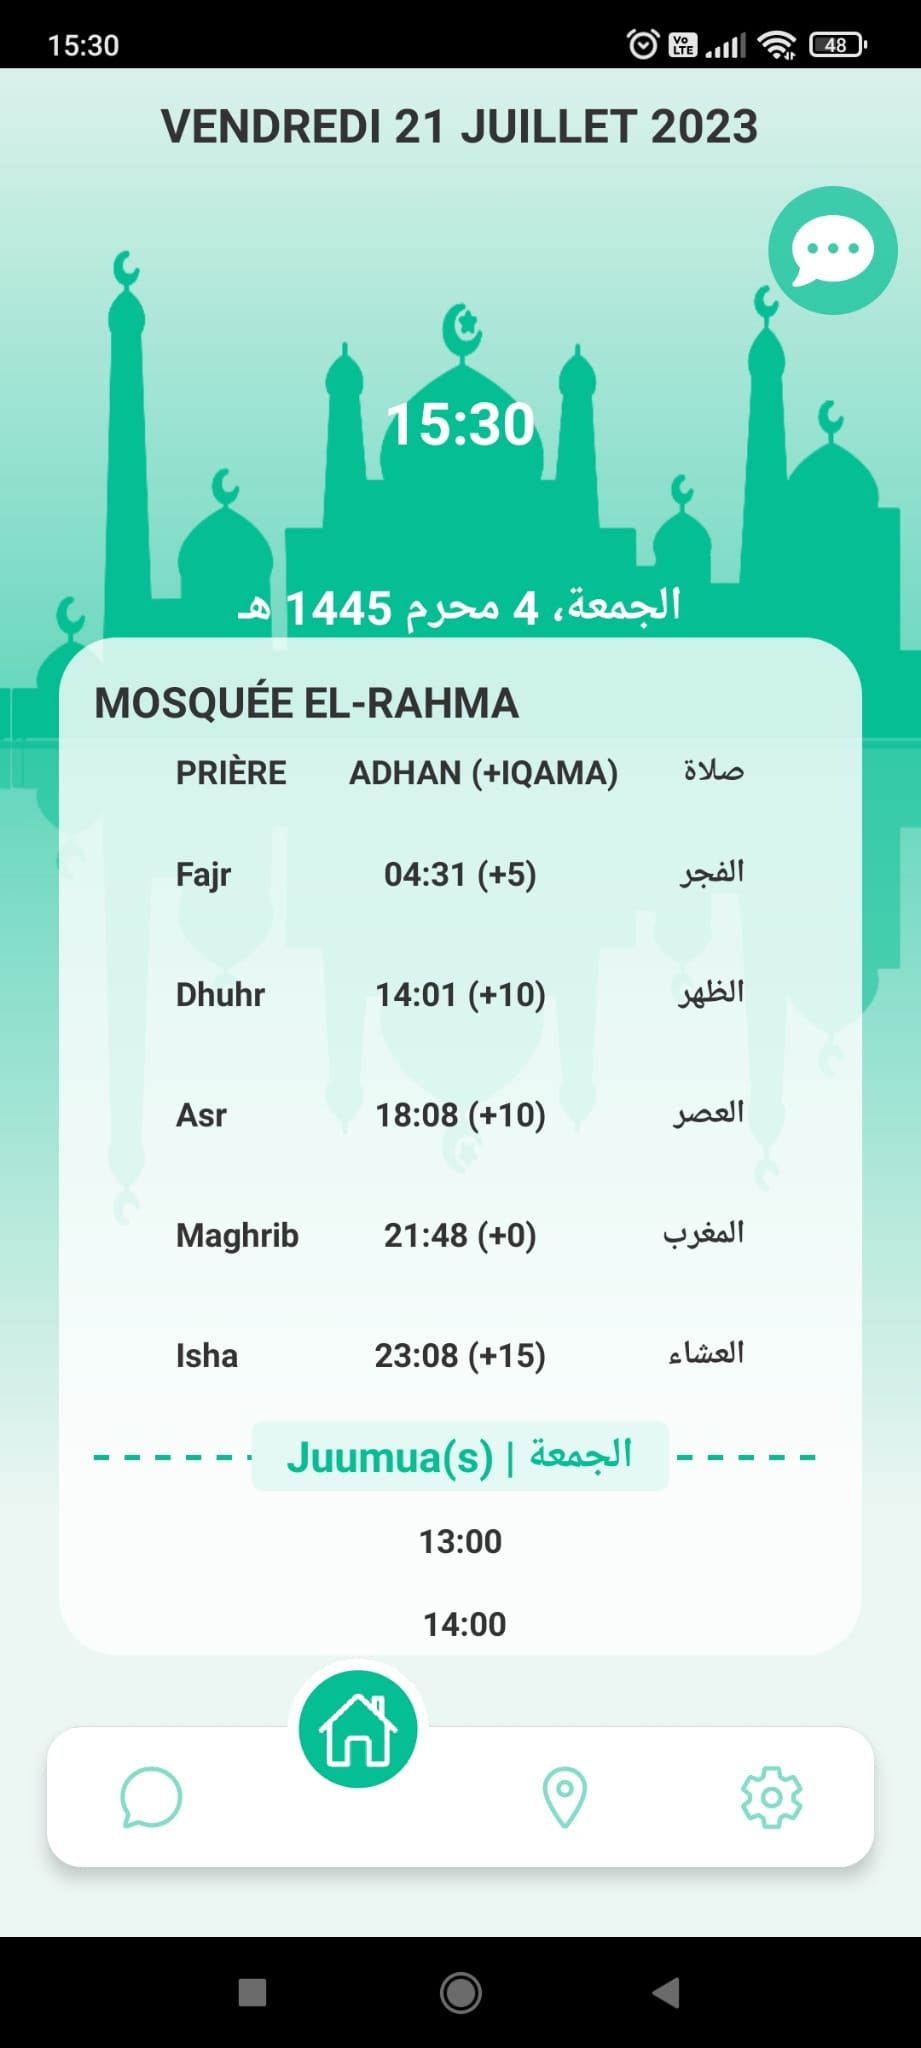 15:30
Vo LTE 48
VENDREDI 21 JUILLET 2023
15:30
الجمعة، 4 محرم 1445 هـ
MOSQUÉE EL-RAHMA
PRIÈRE ADHAN (+IQAMA) صلاة
Fajr 04:31 (+5) الفجر
Dhuhr 14:01 (+10) الظهر
Asr 18:08 (+10) العصر
Maghrib 21:48 (+0) المغرب
Isha 23:08 (+15) العشاء
Juumua(s) | الجمعة
13:00
14:00